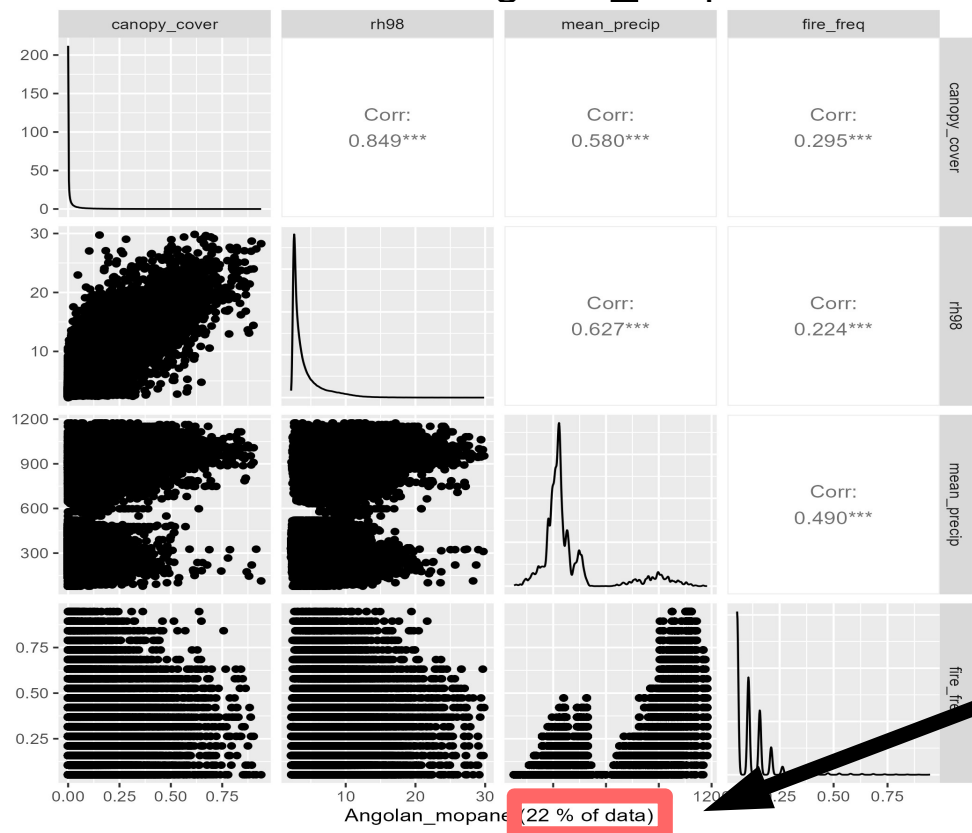 canopy_cover rh98 mean_precip fire_freq
200
150
100
50
0
Corr:
0.849***
Corr:
0.580***
Corr:
0.295***
canopy_cover
30
20
10
Corr:
0.627***
Corr:
0.224***
rh98
1200
900
600
300
Corr:
0.490***
mean_precip
0.75
0.50
0.25
0.00 0.25 0.50 0.75 10 20 30 0.50 0.75
Angolan_mopane (22 % of data)